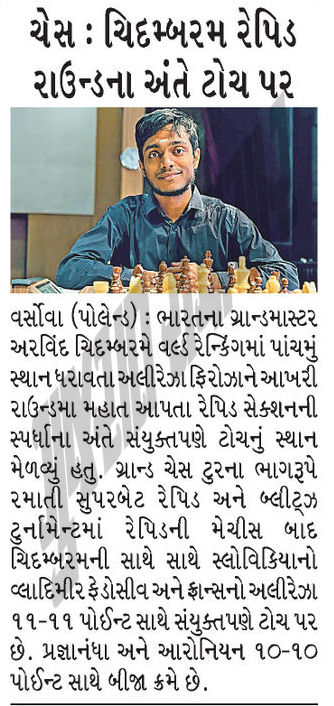 ચેસ : ચિદમ્બરમ રેપિડ
રાઉન્ડના અંતે ટોચ પર
વર્સોવા (પોલેન્ડ) : ભારતના ગ્રાન્ડમાસ્ટર
અરવિંદ ચિદમ્બરમે વર્લ્ડ રેન્કિંગમાં પાંચમું
સ્થાન ધરાવતા અલીરેઝા ફિરોઝાને આખરી
રાઉન્ડમા મહાત આપતા રેપિડ સેક્શનની
સ્પર્ધાના અંતે સંયુક્તપણે ટોચનું સ્થાન
મેળવ્યું હતુ. ગ્રાન્ડ ચેસ ટુરના ભાગરૂપે
રમાતી સુપરબેટ રેપિડ અને બ્લીટ્ઝ
ટુર્નામેન્ટમાં રેપિડની મેચીસ બાદ
ચિદમ્બરમની સાથે સાથે સ્લોવિકિયાનો
વ્લાદિમીર ફેડોસીવ અને ફ્રાન્સનો અલીરેઝા
૧૧-૧૧ પોઈન્ટ સાથે સંયુક્તપણે ટોચ પર
છે. પ્રજ્ઞાનંધા અને આરોનિયન ૧૦-૧૦
પોઈન્ટ સાથે બીજા ક્રમે છે.